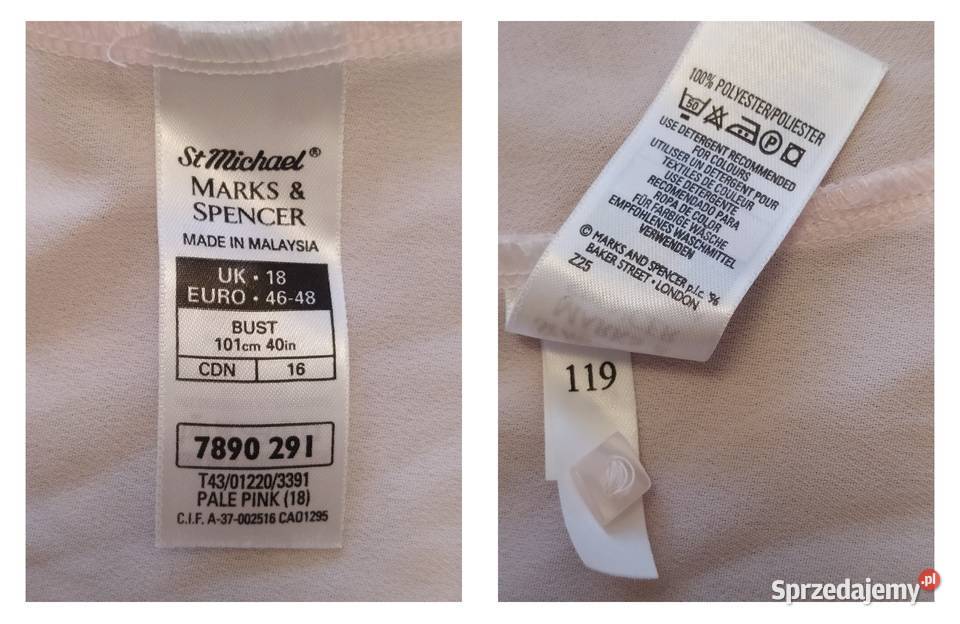 St Michael®
MARKS &
SPENCER
MADE IN MALAYSIA
UK • 18
EURO • 46-48
BUST
101cm 40in
CDN 16
7890 291
T43/01220/3391
PALE PINK (18)
C.I.F. A-37-002516 CA01295
100% POLYESTER/POLIESTER
50 P
USE DETERGENT RECOMMENDED
FOR COLOURS
UTILISER UN DETERGENT POUR
TEXTILES DE COULEUR
USE DETERGENTE
RECOMENDADO PARA
ROPA DE COLOR
FÜR FARBIGE WÄSCHE
EMPFOHLENES WASCHMITTEL
VERWENDEN
© MARKS AND SPENCER p.l.c. '96
BAKER STREET • LONDON
Z25
119
Sprzedajemy.pl